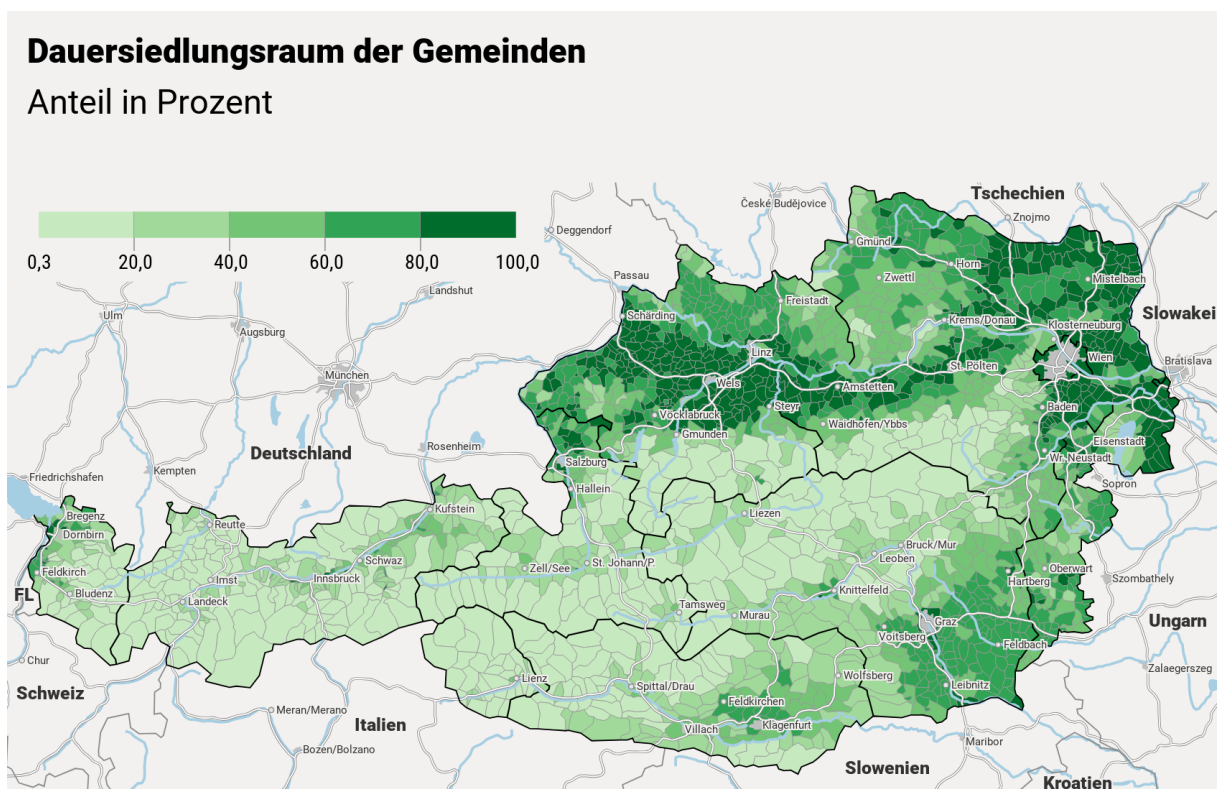 Dauersiedlungsraum der Gemeinden
Anteil in Prozent
0,3 20,0 40,0 60,0 80,0 100,0
Tschechien
České Budějovice
Znojmo
Deggendorf
Gmünd
Horn
Passau
Zwettl
Mistelbach
Landshut
Freistadt
Ulm
Schärding
Krems/Donau
Klosterneuburg
Slowakei
Augsburg
Linz
Wien
Bratislava
München
Wels
Amstetten
St. Pölten
Steyr
Baden
Vöcklabruck
Waidhofen/Ybbs
Gmunden
Eisenstadt
Deutschland
Rosenheim
Salzburg
Wr. Neustadt
Kempten
Friedrichshafen
Sopron
Hallein
Bregenz
Kufstein
Liezen
Reutte
Dornbirn
Bruck/Mur
Schwaz
Leoben
St. Johann/P.
Zell/See
Oberwart
Feldkirch
Imst
Innsbruck
Hartberg
Szombathely
FL
Bludenz
Knittelfeld
Landeck
Tamsweg
Murau
Graz
Ungarn
Voitsberg
Feldbach
Chur
Zalaegerszeg
Lienz
Wolfsberg
Spittal/Drau
Leibnitz
Schweiz
Feldkirchen
Meran/Merano
Italien
Klagenfurt
Villach
Maribor
Bozen/Bolzano
Slowenien
Kroatien